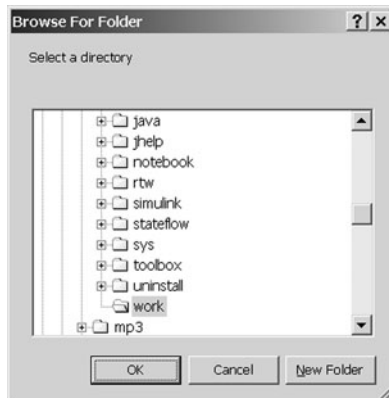 Browse For Folder
Select a directory
java
jhelp
notebook
rtw
simulink
stateflow
sys
toolbox
uninstall
work
mp3
OK Cancel New Folder